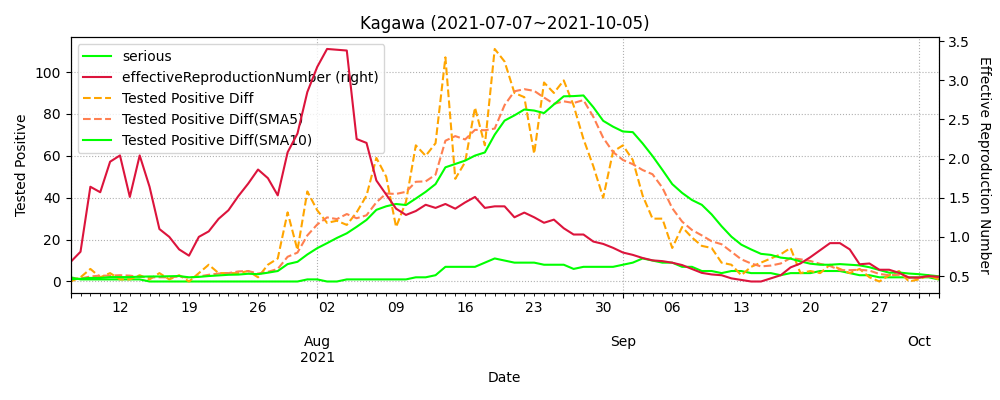 Kagawa (2021-07-07~2021-10-05)
serious
effectiveReproductionNumber (right)
Tested Positive Diff
Tested Positive Diff(SMA5)
Tested Positive Diff(SMA10)
Tested Positive
100
80
60
40
20
0
3.5
3.0
2.5
2.0
1.5
1.0
0.5
Effective Reproduction Number
12 19 26 02 09 16 23 30 06 13 20 27
Aug Sep Oct
2021
Date